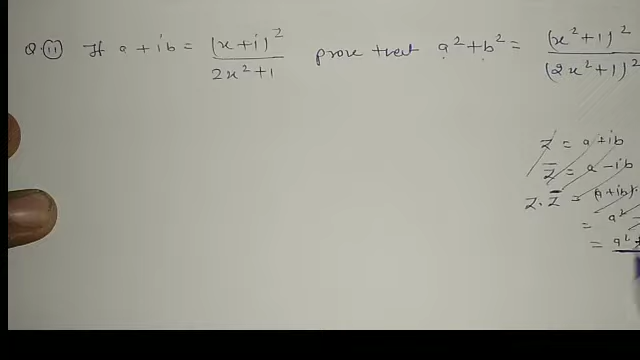 Q.(11) If a + ib = (x+i)² / 2x²+1 prove that a²+b² = (x²+1)² / (2x²+1)²
z = a+ib
z̅ = a-ib
z.z̅ = (a+ib).
= a² -
= a² +